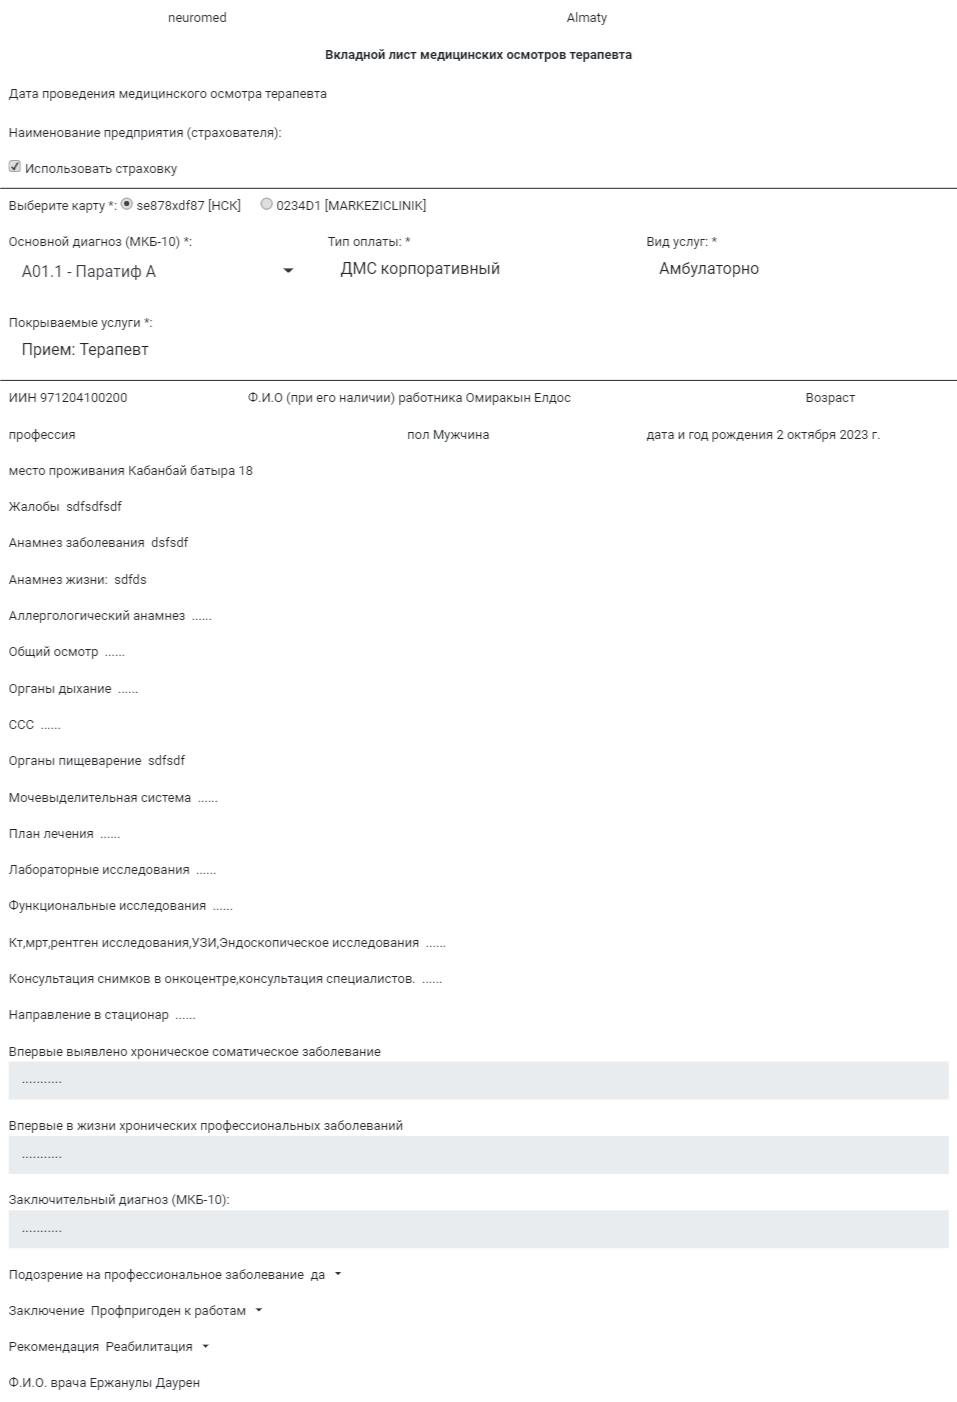 neuromed Almaty
Вкладной лист медицинских осмотров терапевта
Дата проведения медицинского осмотра терапевта
Наименование предприятия (страхователя):
Использовать страховку
Выберите карту *: se878xdf87 [НСК] 0234D1 [MARKEZICLINIK]
Основной диагноз (МКБ-10) *: Тип оплаты: * Вид услуг: *
A01.1 - Паратиф A ДМС корпоративный Амбулаторно
Покрываемые услуги *:
Прием: Терапевт
ИИН 971204100200 Ф.И.О (при его наличии) работника Омиракын Елдос Возраст
профессия пол Мужчина дата и год рождения 2 октября 2023 г.
место проживания Кабанбай батыра 18
Жалобы sdfsdfsdf
Анамнез заболевания dsfsdf
Анамнез жизни: sdfds
Аллергологический анамнез ......
Общий осмотр ......
Органы дыхание ......
ССС ......
Органы пищеварение sdfsdf
Мочевыделительная система ......
План лечения ......
Лабораторные исследования ......
Функциональные исследования ......
Кт,мрт,рентген исследования,УЗИ,Эндоскопическое исследования ......
Консультация снимков в онкоцентре,консультация специалистов. ......
Направление в стационар ......
Впервые выявлено хроническое соматическое заболевание
...........
Впервые в жизни хронических профессиональных заболеваний
...........
Заключительный диагноз (МКБ-10):
...........
Подозрение на профессиональное заболевание да
Заключение Профпригоден к работам
Рекомендация Реабилитация
Ф.И.О. врача Ержанулы Даурен